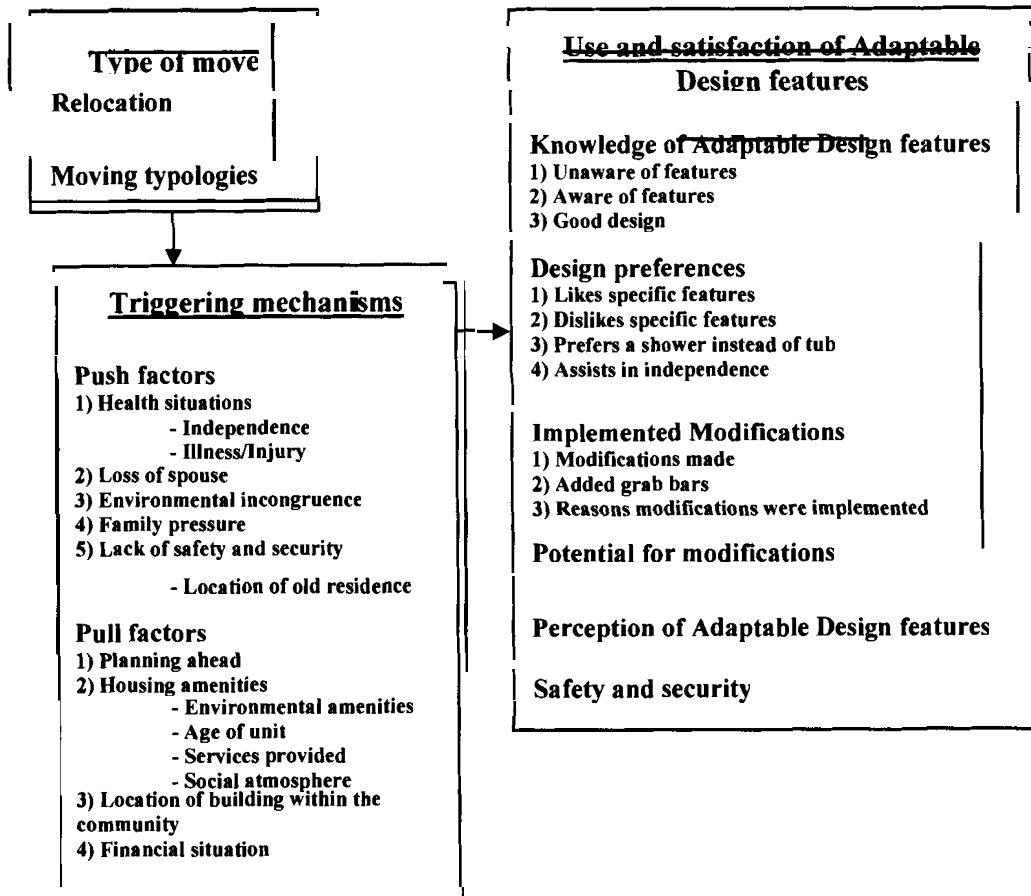 Type of move
Relocation
Moving typologies
Triggering mechanisms
Push factors
1) Health situations
- Independence
- Illness/Injury
2) Loss of spouse
3) Environmental incongruence
4) Family pressure
5) Lack of safety and security
- Location of old residence
Pull factors
1) Planning ahead
2) Housing amenities
- Environmental amenities
- Age of unit
- Services provided
- Social atmosphere
3) Location of building within the
community
4) Financial situation
Use and satisfaction of Adaptable
Design features
Knowledge of Adaptable Design features
1) Unaware of features
2) Aware of features
3) Good design
Design preferences
1) Likes specific features
2) Dislikes specific features
3) Prefers a shower instead of tub
4) Assists in independence
Implemented Modifications
1) Modifications made
2) Added grab bars
3) Reasons modifications were implemented
Potential for modifications
Perception of Adaptable Design features
Safety and security